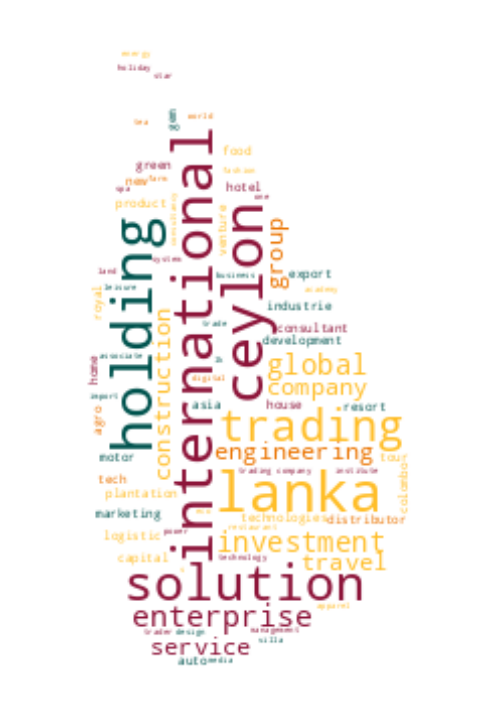 energy
holiday
star
tea
world
international
food
green
fashion
new
farm
spa
hotel
one
product
consultancy
venture
ceylon
holding
group
system
land
business
export
leisure
academy
royal
industrie
construction
trade
consultant
development
associate
lk
global
home
digital
company
import
asia
house
resort
agro
trading
engineering
motor
tour
trading company
institute
tech
lanka
colombo
plantation
marketing
technologies
distributor
restaurant
logistic
power
investment
capital
technology
travel
solution
apparel
enterprise
trader
design
management
villa
service
auto
media